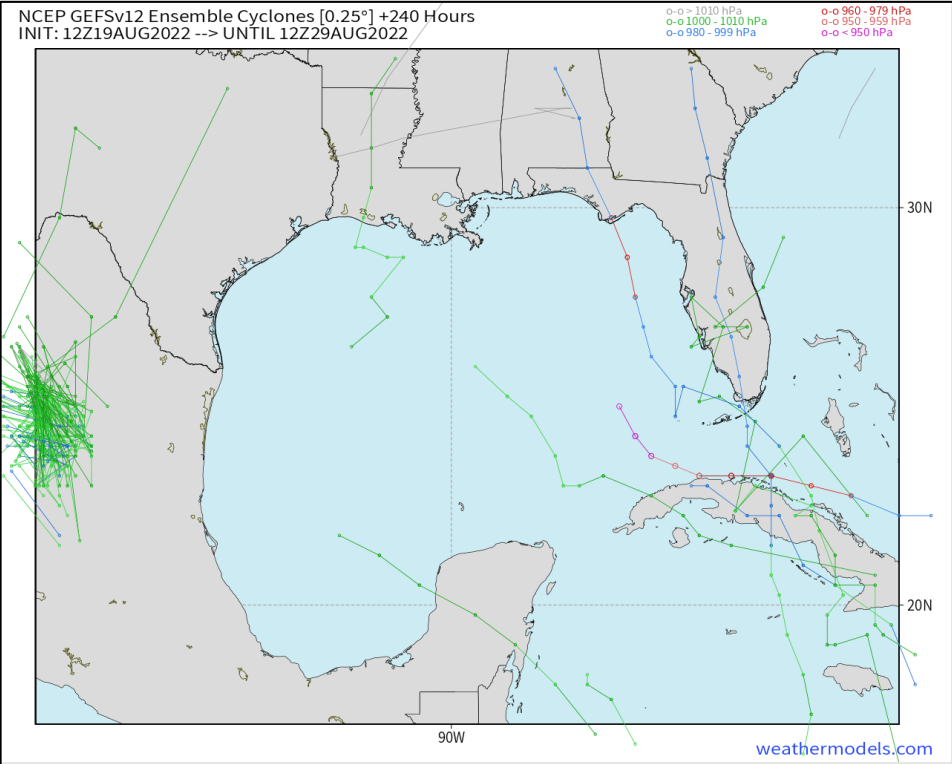 NCEP GEFSv12 Ensemble Cyclones [0.25°] +240 Hours
INIT: 12Z19AUG2022 --> UNTIL 12Z29AUG2022
o-o > 1010 hPa
o-o 1000 - 1010 hPa
o-o 980 - 999 hPa
o-o 960 - 979 hPa
o-o 950 - 959 hPa
o-o < 950 hPa
30N
20N
90W
weathermodels.com